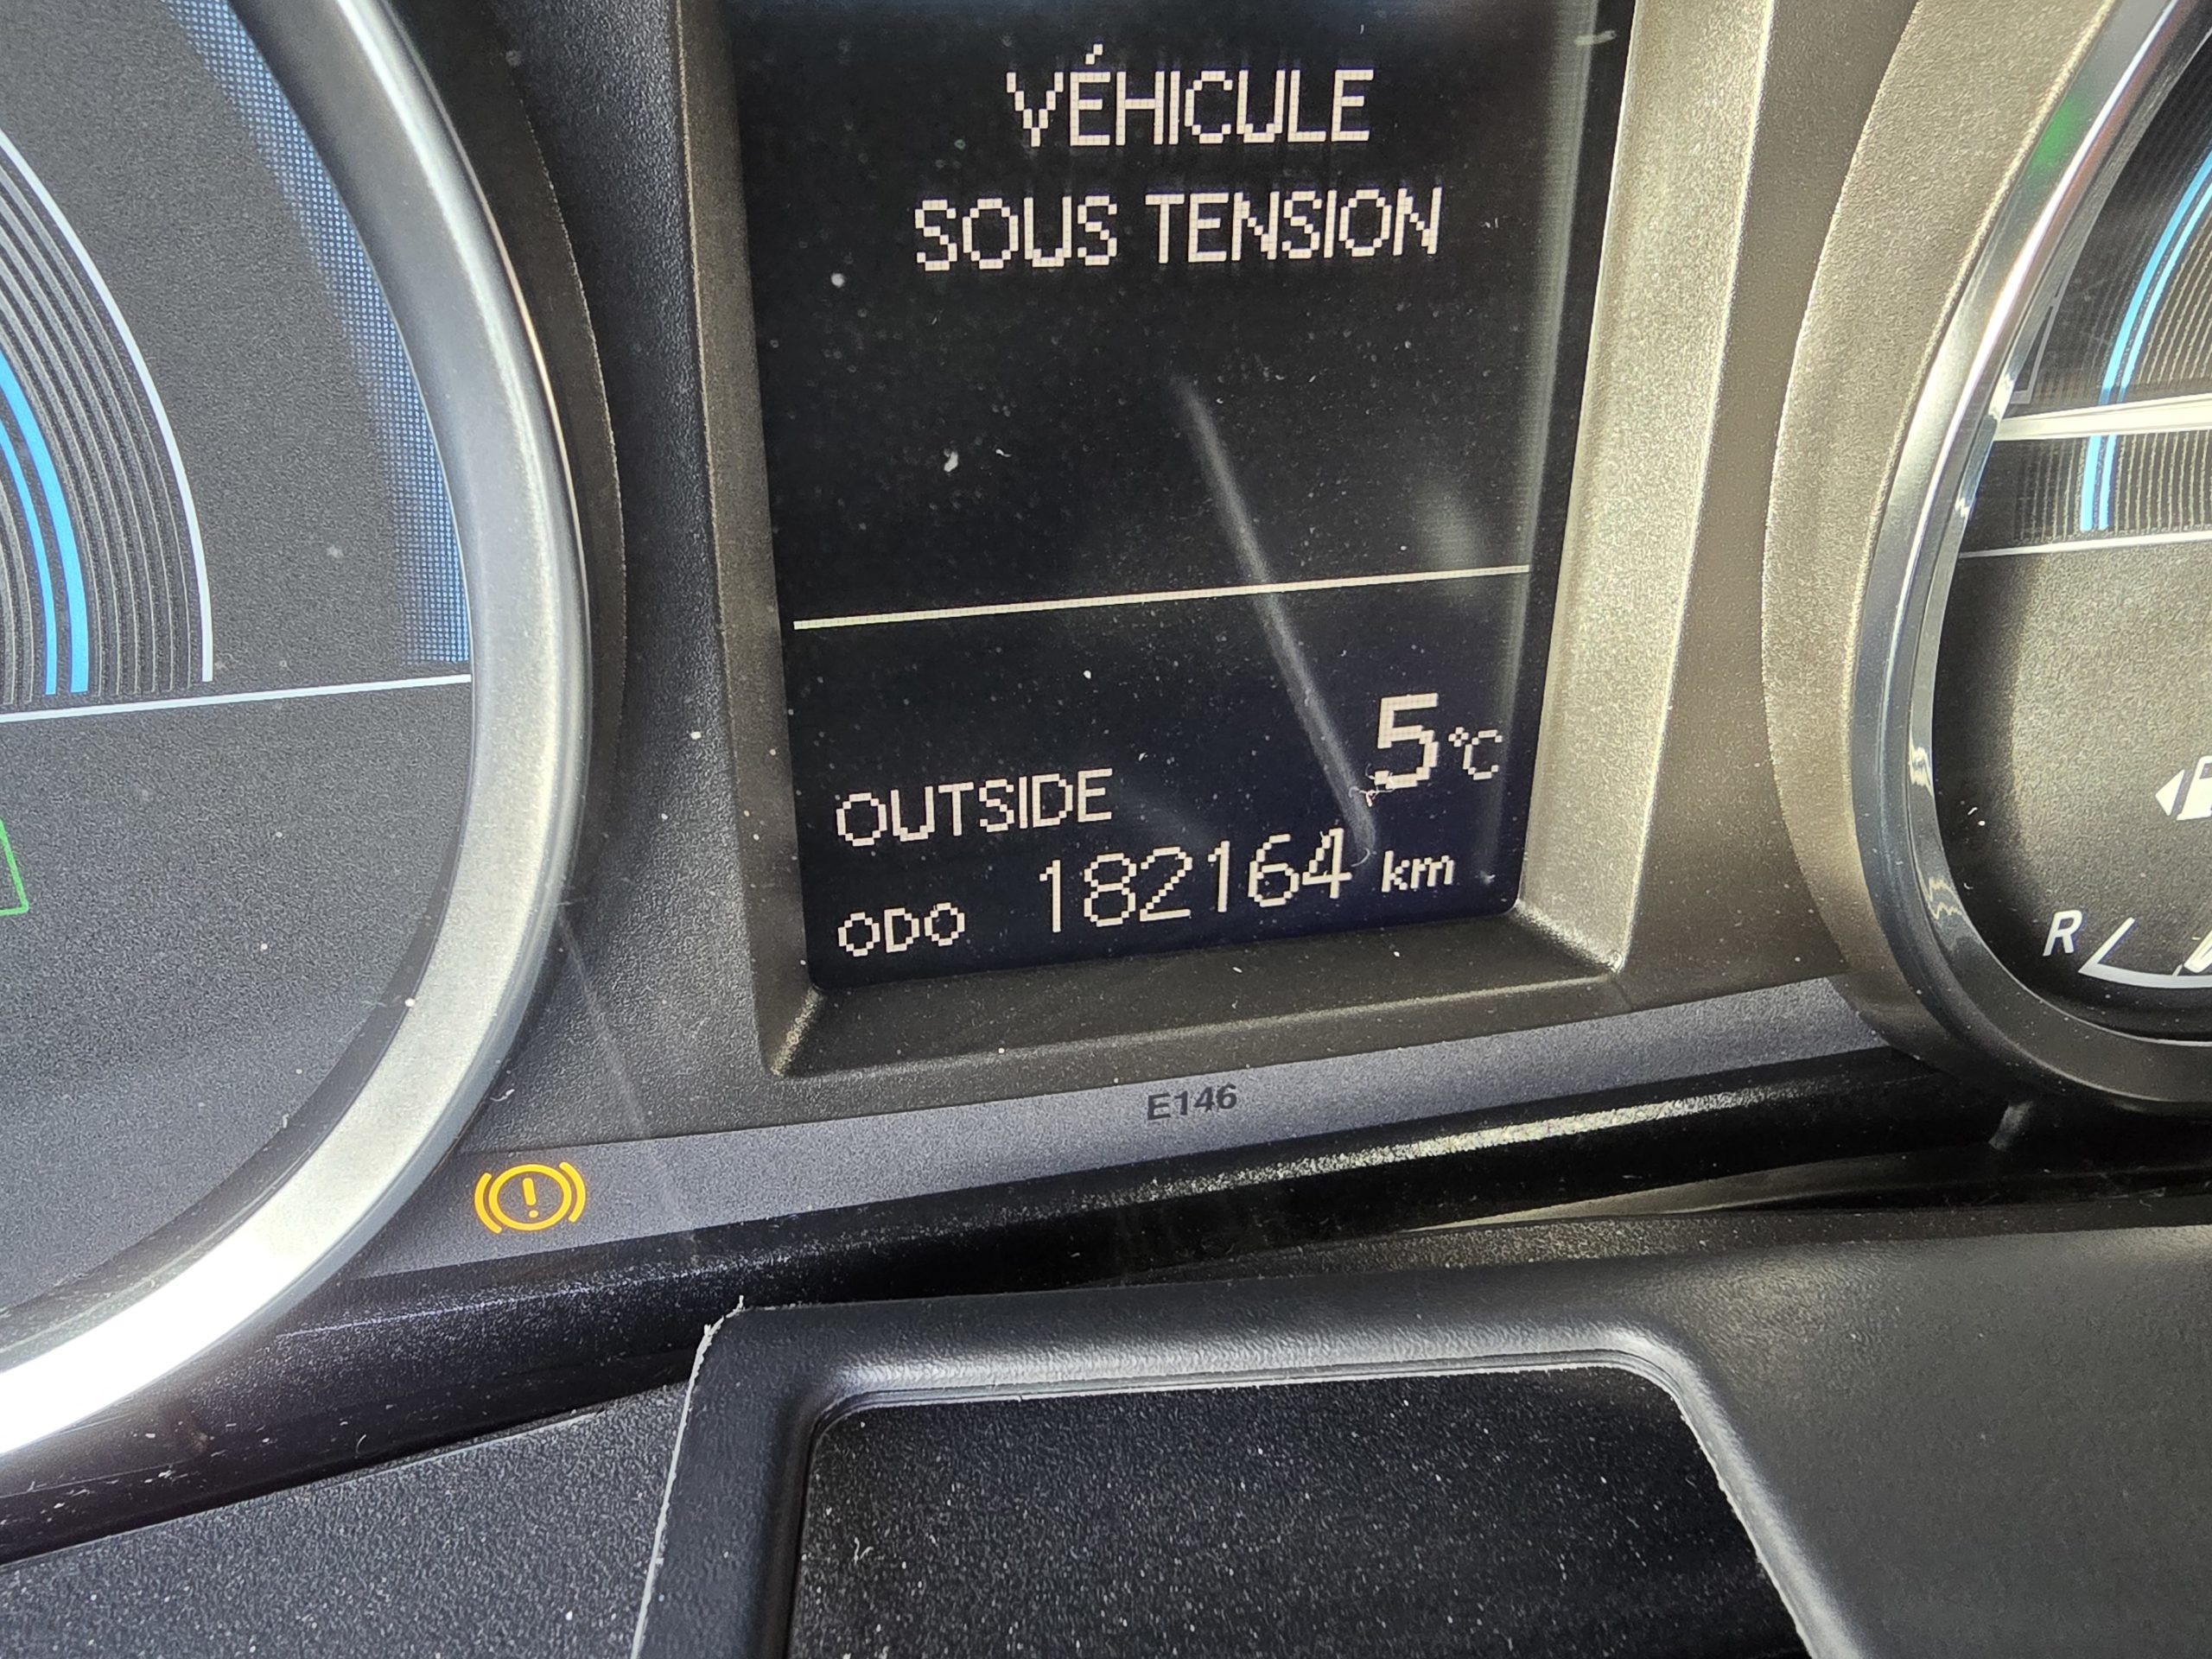 VÉHICULE
SOUS TENSION
5°C
OUTSIDE
ODO 182164 km
R
E146